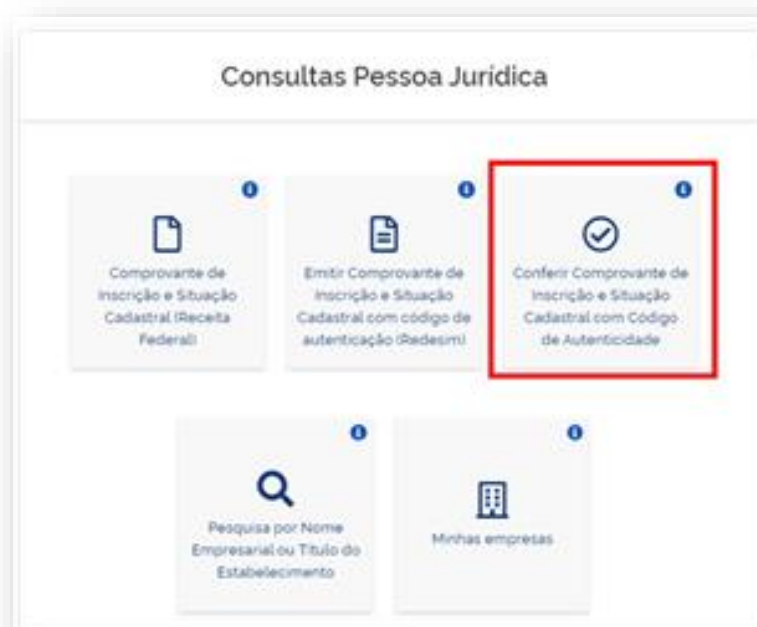 Consultas Pessoa Jurídica
Comprovante de
Inscrição e Situação
Cadastral (Receita
Federal)
Emitir Comprovante de
Inscrição e Situação
Cadastral com código de
autenticação (Redesim)
Conferir Comprovante de
Inscrição e Situação
Cadastral com Código
de Autenticidade
Pesquisa por Nome
Empresarial ou Título do
Estabelecimento
Minhas empresas